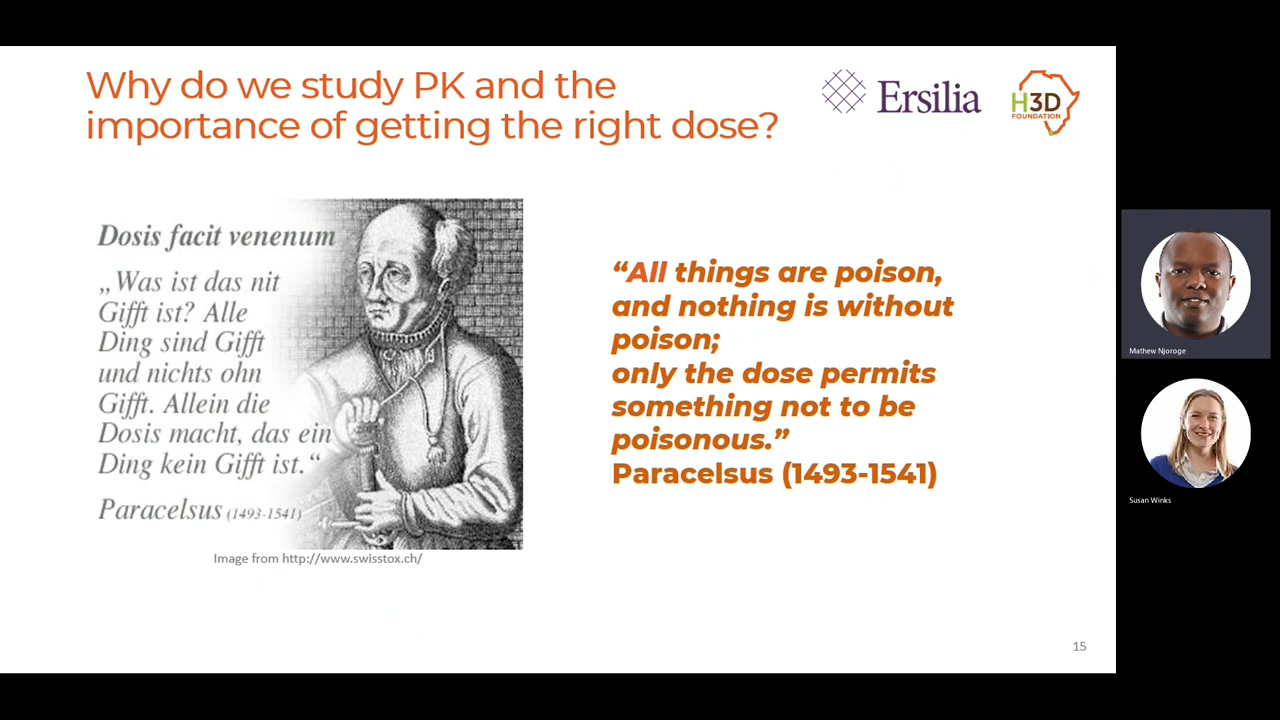 Why do we study PK and the
importance of getting the right dose?
Ersilia
H3D
FOUNDATION
Dosis facit venenum
„Was ist das nit
Gifft ist? Alle
Ding sind Gifft
und nichts ohn
Gifft. Allein die
Dosis macht, das ein
Ding kein Gifft ist.“
Paracelsus (1493-1541)
Image from http://www.swisstox.ch/
“All things are poison,
and nothing is without
poison;
only the dose permits
something not to be
poisonous.”
Paracelsus (1493-1541)
15
Mathew Njoroge
Susan Winks